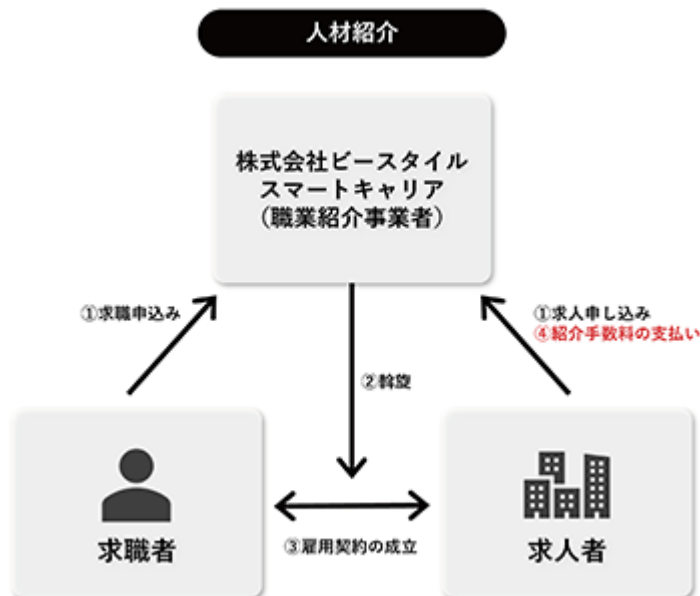 人材紹介
株式会社ビースタイル
スマートキャリア
（職業紹介事業者）
①求職申込み
①求人申し込み
④紹介手数料の支払い
②斡旋
③雇用契約の成立
求職者
求人者